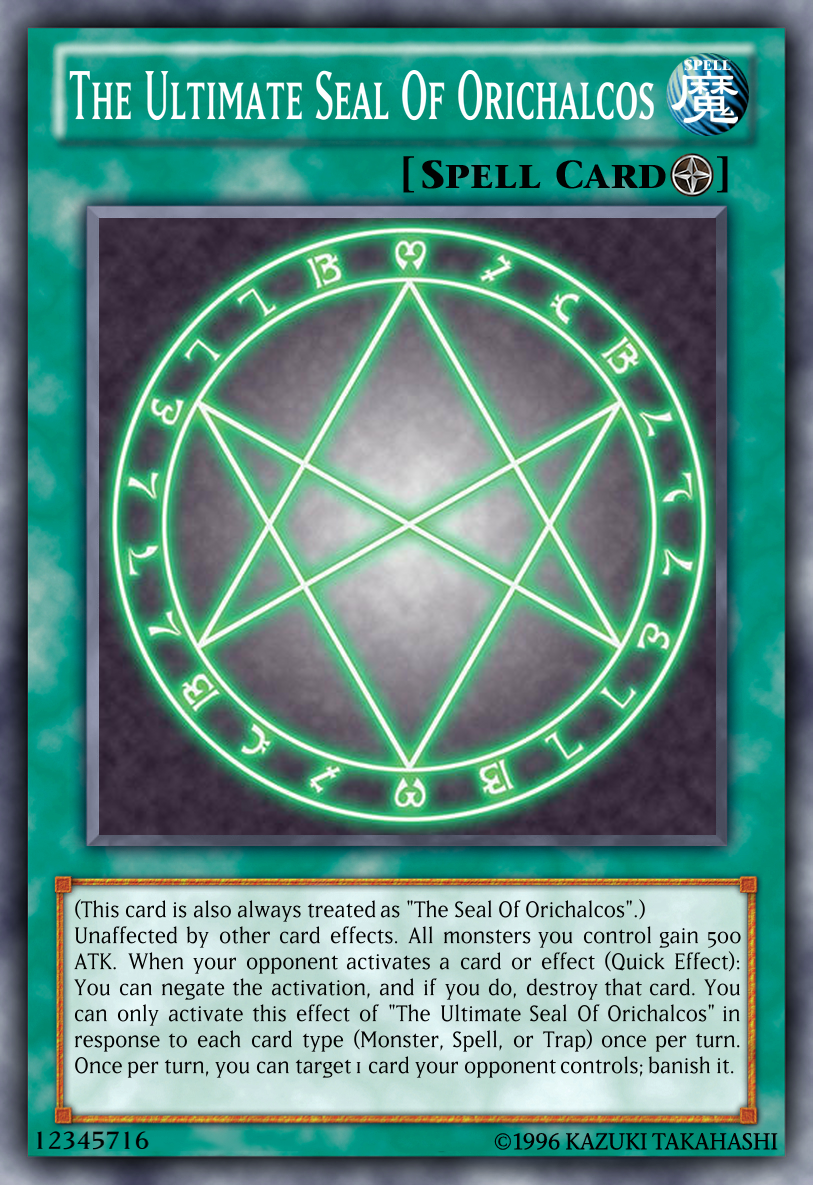 The Ultimate Seal Of Orichalcos
SPELL
魔
[Spell Card]
(This card is also always treated as "The Seal Of Orichalcos".)
Unaffected by other card effects. All monsters you control gain 500
ATK. When your opponent activates a card or effect (Quick Effect):
You can negate the activation, and if you do, destroy that card. You
can only activate this effect of "The Ultimate Seal Of Orichalcos" in
response to each card type (Monster, Spell, or Trap) once per turn.
Once per turn, you can target 1 card your opponent controls; banish it.
12345716
©1996 KAZUKI TAKAHASHI